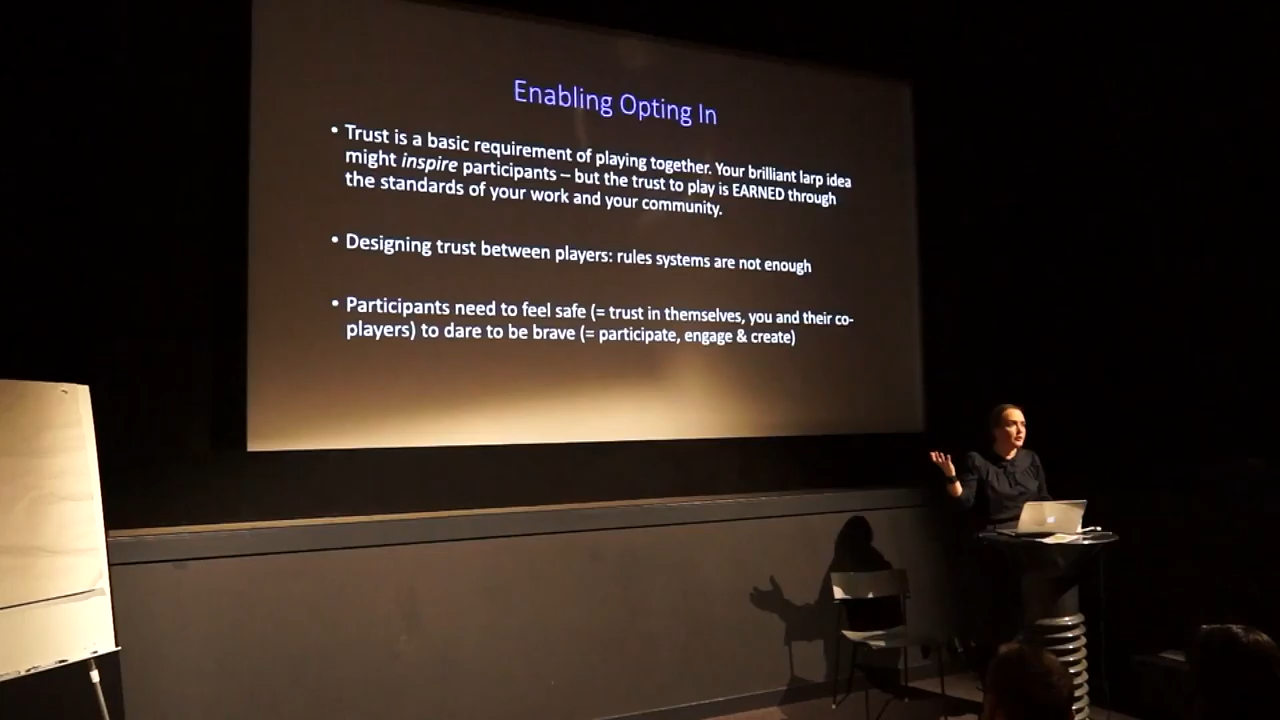 Enabling Opting In
• Trust is a basic requirement of playing together. Your brilliant larp idea
might inspire participants – but the trust to play is EARNED through
the standards of your work and your community.
• Designing trust between players: rules systems are not enough
• Participants need to feel safe (= trust in themselves, you and their co-
players) to dare to be brave (= participate, engage & create)